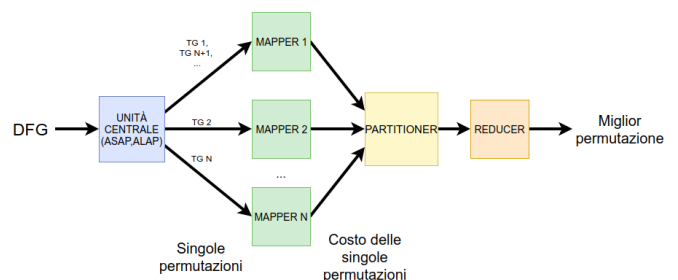 TG 1,
TG N+1,
...
MAPPER 1
DFG
UNITÀ
CENTRALE
(ASAP,ALAP)
TG 2
MAPPER 2
PARTITIONER
REDUCER
Miglior
permutazione
TG N
...
MAPPER N
Singole
permutazioni
Costo delle
singole
permutazioni